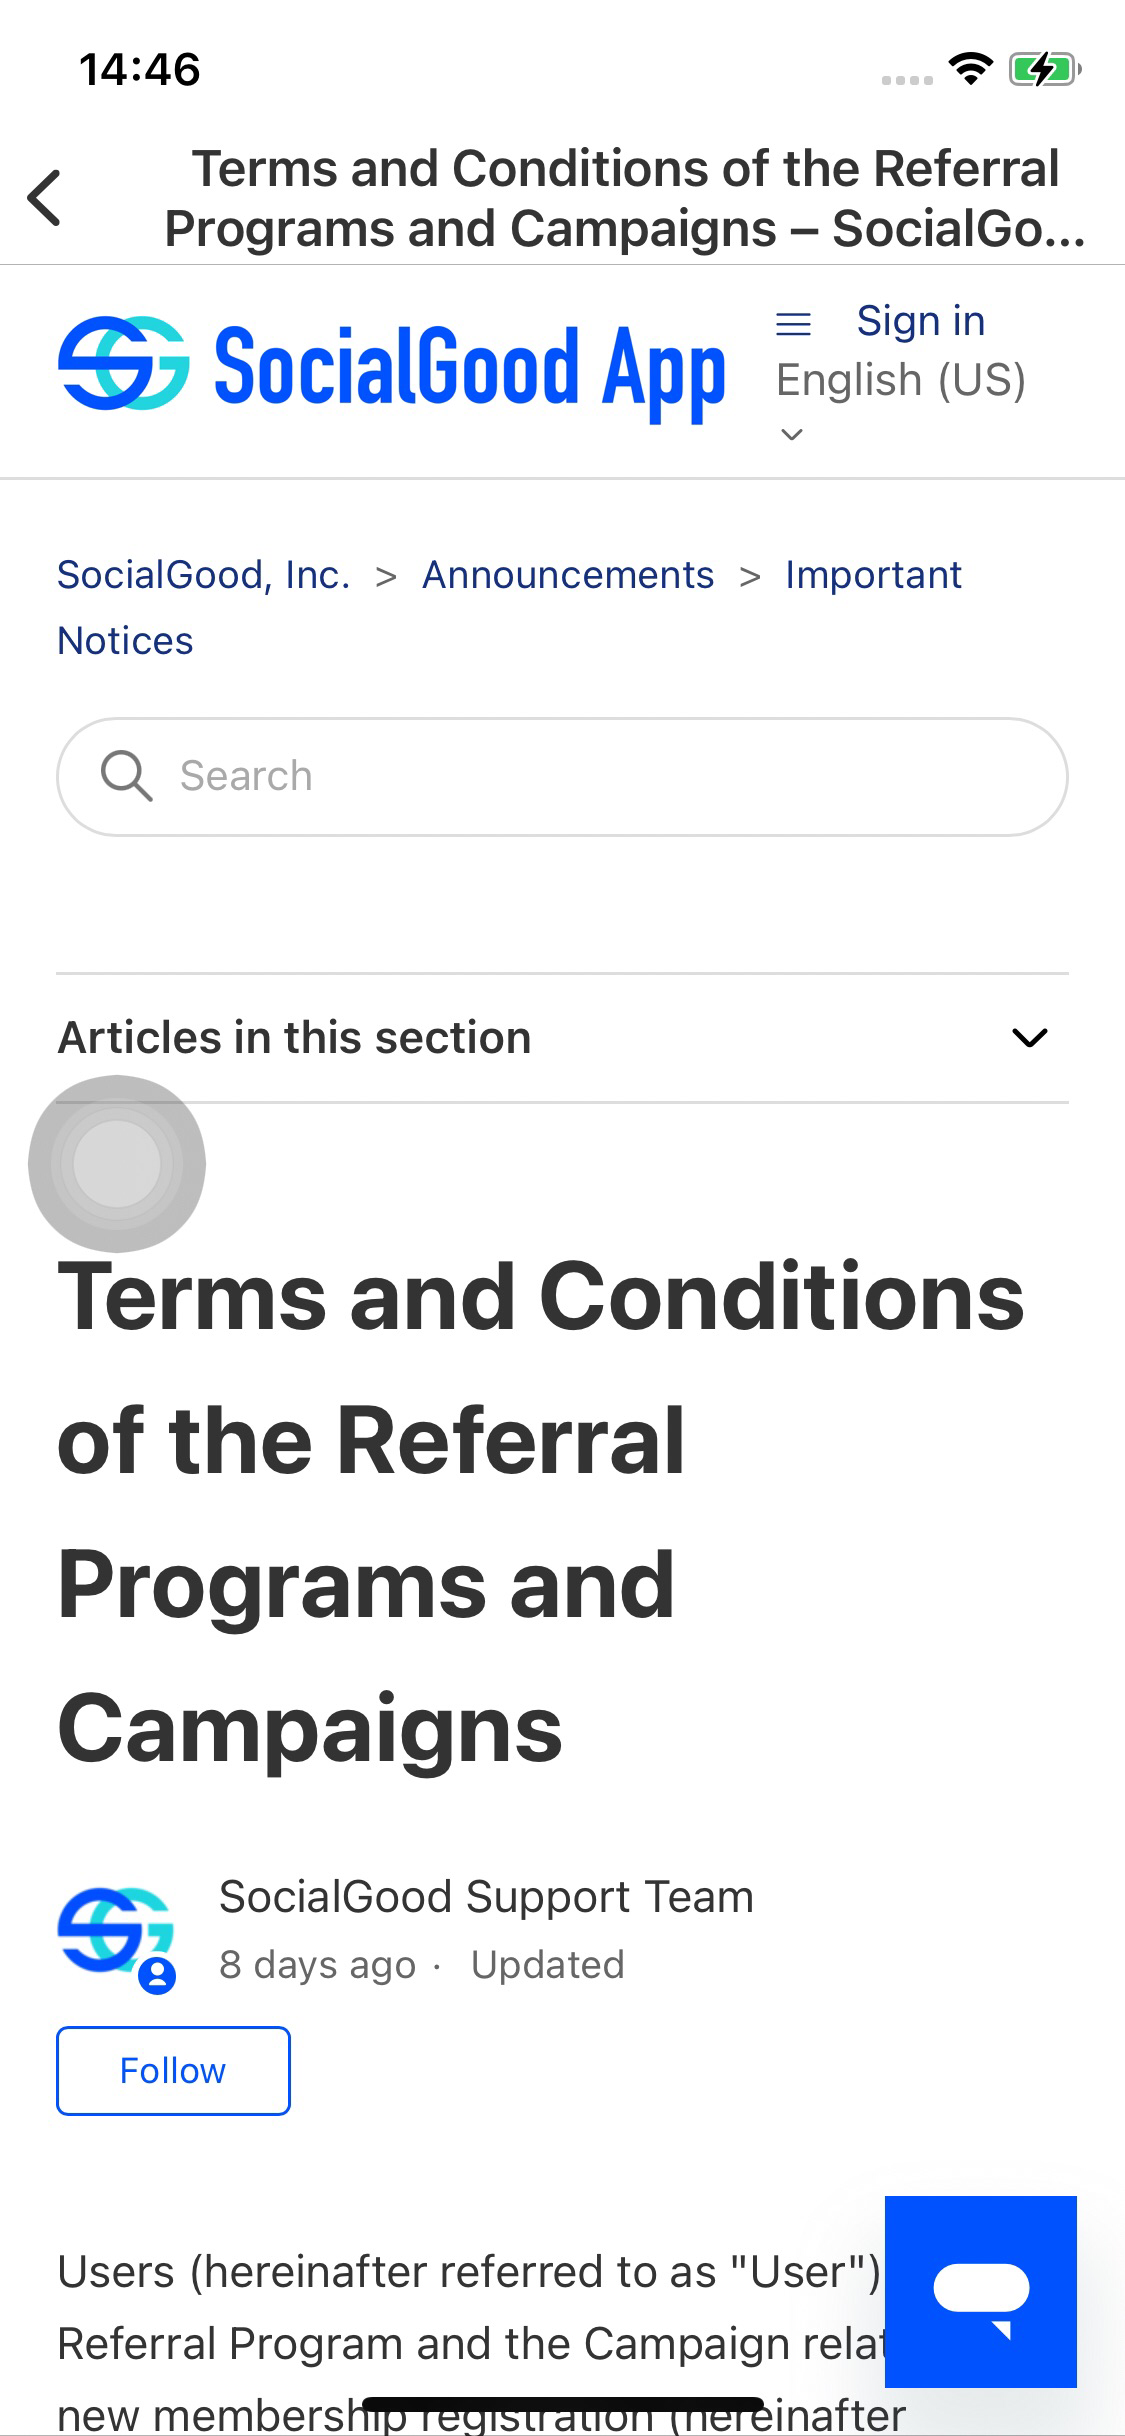 14:46
Terms and Conditions of the Referral
Programs and Campaigns – SocialGo...
SocialGood App
Sign in
English (US)
SocialGood, Inc. > Announcements > Important
Notices
Search
Articles in this section
Terms and Conditions
of the Referral
Programs and
Campaigns
SocialGood Support Team
8 days ago · Updated
Follow
Users (hereinafter referred to as "User")
Referral Program and the Campaign relat
new membership registration (hereinafter